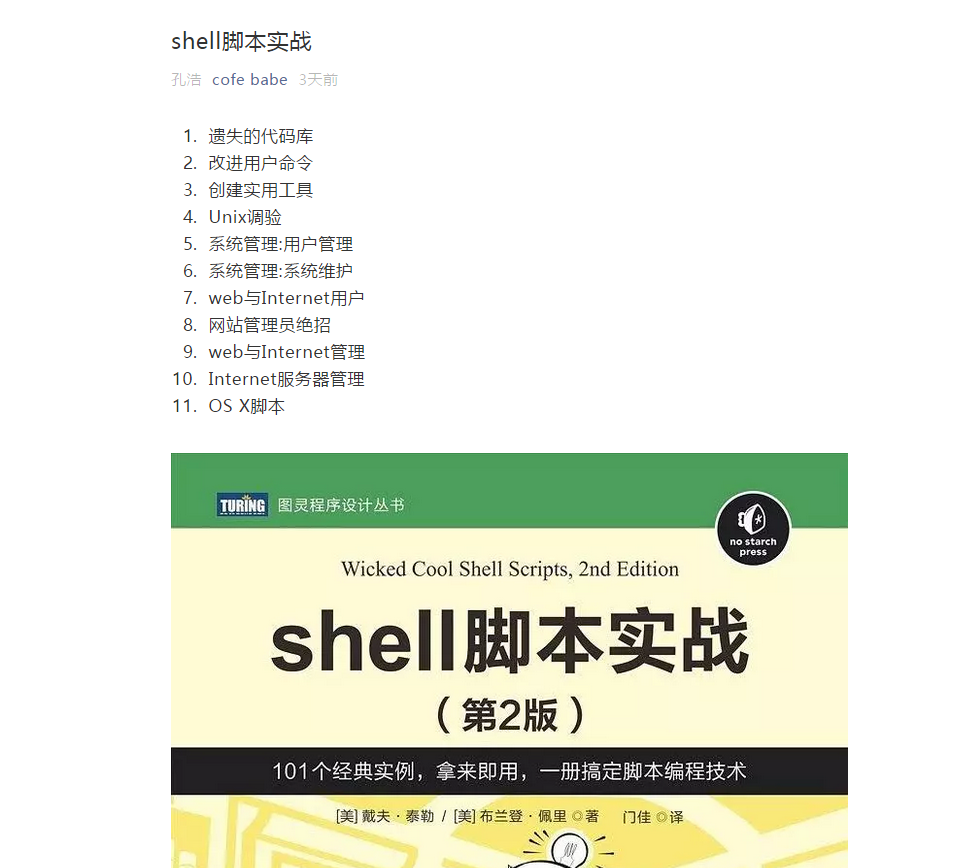 shell脚本实战
孔浩 cofe babe 3天前
1. 遗失的代码库
2. 改进用户命令
3. 创建实用工具
4. Unix调验
5. 系统管理:用户管理
6. 系统管理:系统维护
7. web与Internet用户
8. 网站管理员绝招
9. web与Internet管理
10. Internet服务器管理
11. OS X脚本
TURING 图灵程序设计丛书
no starch
press
Wicked Cool Shell Scripts, 2nd Edition
shell脚本实战
（第2版）
101个经典实例，拿来即用，一册搞定脚本编程技术
[美] 戴夫·泰勒 / [美] 布兰登·佩里 ◎著 门佳 ◎译